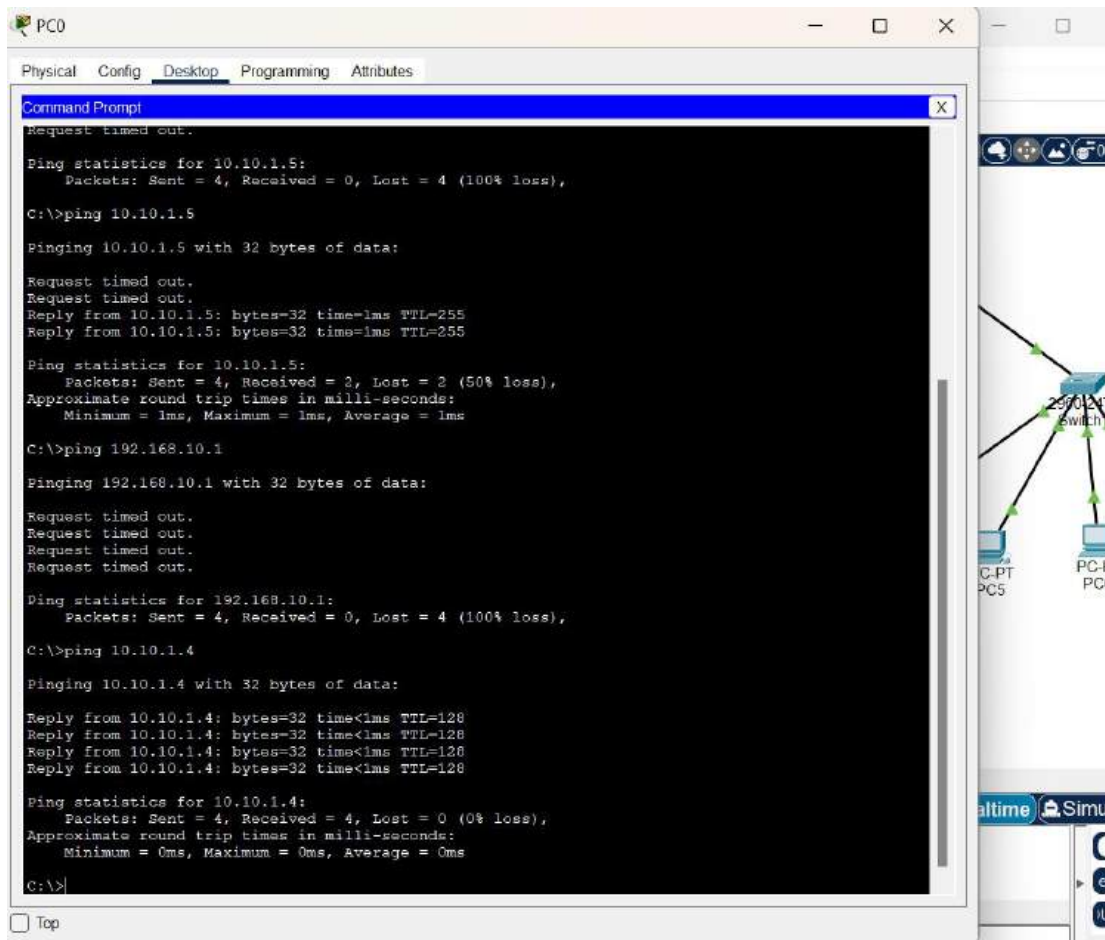 PC0
Physical Config Desktop Programming Attributes
Command Prompt
X
Request timed out.
Ping statistics for 10.10.1.5:
Packets: Sent = 4, Received = 0, Lost = 4 (100% loss),
C:\>ping 10.10.1.5
Pinging 10.10.1.5 with 32 bytes of data:
Request timed out.
Request timed out.
Reply from 10.10.1.5: bytes=32 time=1ms TTL=255
Reply from 10.10.1.5: bytes=32 time=1ms TTL=255
Ping statistics for 10.10.1.5:
Packets: Sent = 4, Received = 2, Lost = 2 (50% loss),
Approximate round trip times in milli-seconds:
Minimum = 1ms, Maximum = 1ms, Average = 1ms
C:\>ping 192.168.10.1
Pinging 192.168.10.1 with 32 bytes of data:
Request timed out.
Request timed out.
Request timed out.
Request timed out.
Ping statistics for 192.168.10.1:
Packets: Sent = 4, Received = 0, Lost = 4 (100% loss),
C:\>ping 10.10.1.4
Pinging 10.10.1.4 with 32 bytes of data:
Reply from 10.10.1.4: bytes=32 time<1ms TTL=128
Reply from 10.10.1.4: bytes=32 time<1ms TTL=128
Reply from 10.10.1.4: bytes=32 time<1ms TTL=128
Reply from 10.10.1.4: bytes=32 time<1ms TTL=128
Ping statistics for 10.10.1.4:
Packets: Sent = 4, Received = 4, Lost = 0 (0% loss),
Approximate round trip times in milli-seconds:
Minimum = 0ms, Maximum = 0ms, Average = 0ms
C:\>
Top
Switch
C-PT
PC5
PC-
PC
altime
Simu